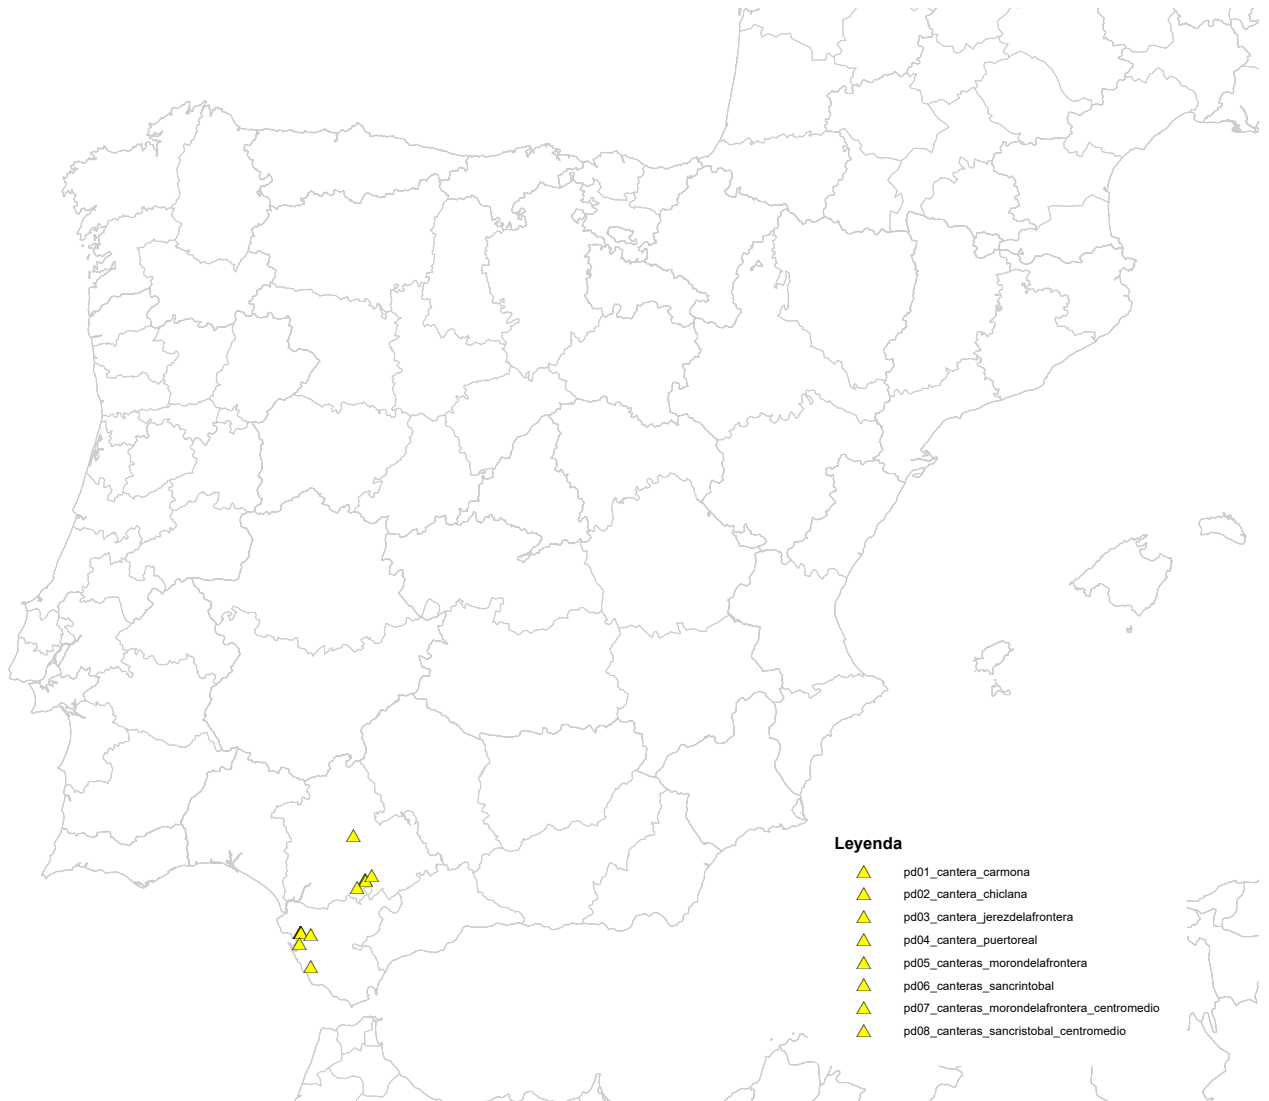 Leyenda
pd01_cantera_carmona
pd02_cantera_chiclana
pd03_cantera_jerezdelafrontera
pd04_cantera_puertoreal
pd05_canteras_morondelafrontera
pd06_canteras_sancrintobal
pd07_canteras_morondelafrontera_centromedio
pd08_canteras_sancristobal_centromedio